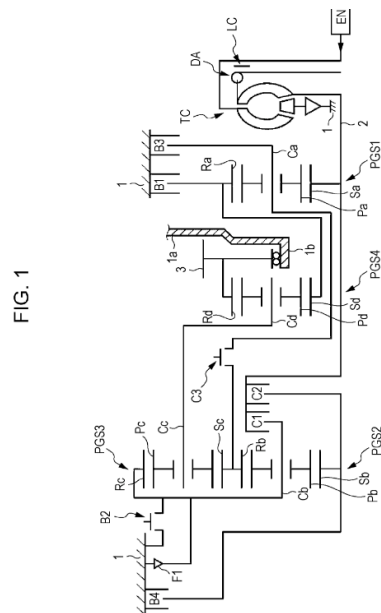 FIG. 1
EN
LC
DA
TC
1
2
B3
B1
1
Ra
Ca
Sa
Pa
PGS1
1a
3
1b
Rd
Cd
Sd
Pd
PGS4
C3
Cc
C1
C2
PGS3
Pc
Rc
Sc
Rb
Cb
Sb
Pb
PGS2
B2
1
F1
B4